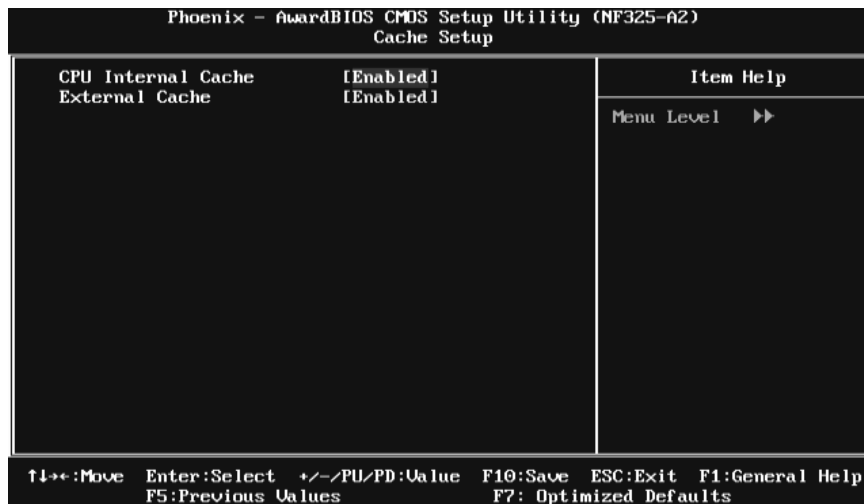 Phoenix - AwardBIOS CMOS Setup Utility (NF325-A2)
Cache Setup
CPU Internal Cache [Enabled]
External Cache [Enabled]
Item Help
Menu Level ▶▶
↑↓→←:Move Enter:Select +/-/PU/PD:Value F10:Save ESC:Exit F1:General Help
F5:Previous Values F7: Optimized Defaults